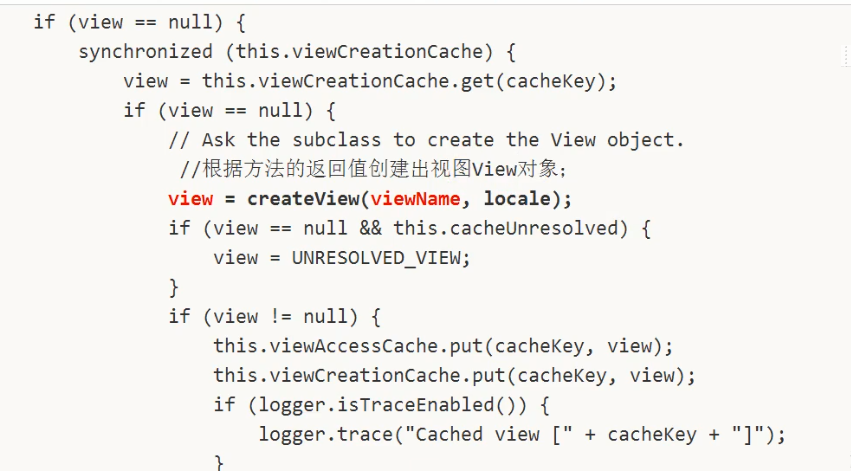 if (view == null) {
synchronized (this.viewCreationCache) {
view = this.viewCreationCache.get(cacheKey);
if (view == null) {
// Ask the subclass to create the View object.
//根据方法的返回值创建出视图View对象；
view = createView(viewName, locale);
if (view == null && this.cacheUnresolved) {
view = UNRESOLVED_VIEW;
}
if (view != null) {
this.viewAccessCache.put(cacheKey, view);
this.viewCreationCache.put(cacheKey, view);
if (logger.isTraceEnabled()) {
logger.trace("Cached view [" + cacheKey + "]");
}